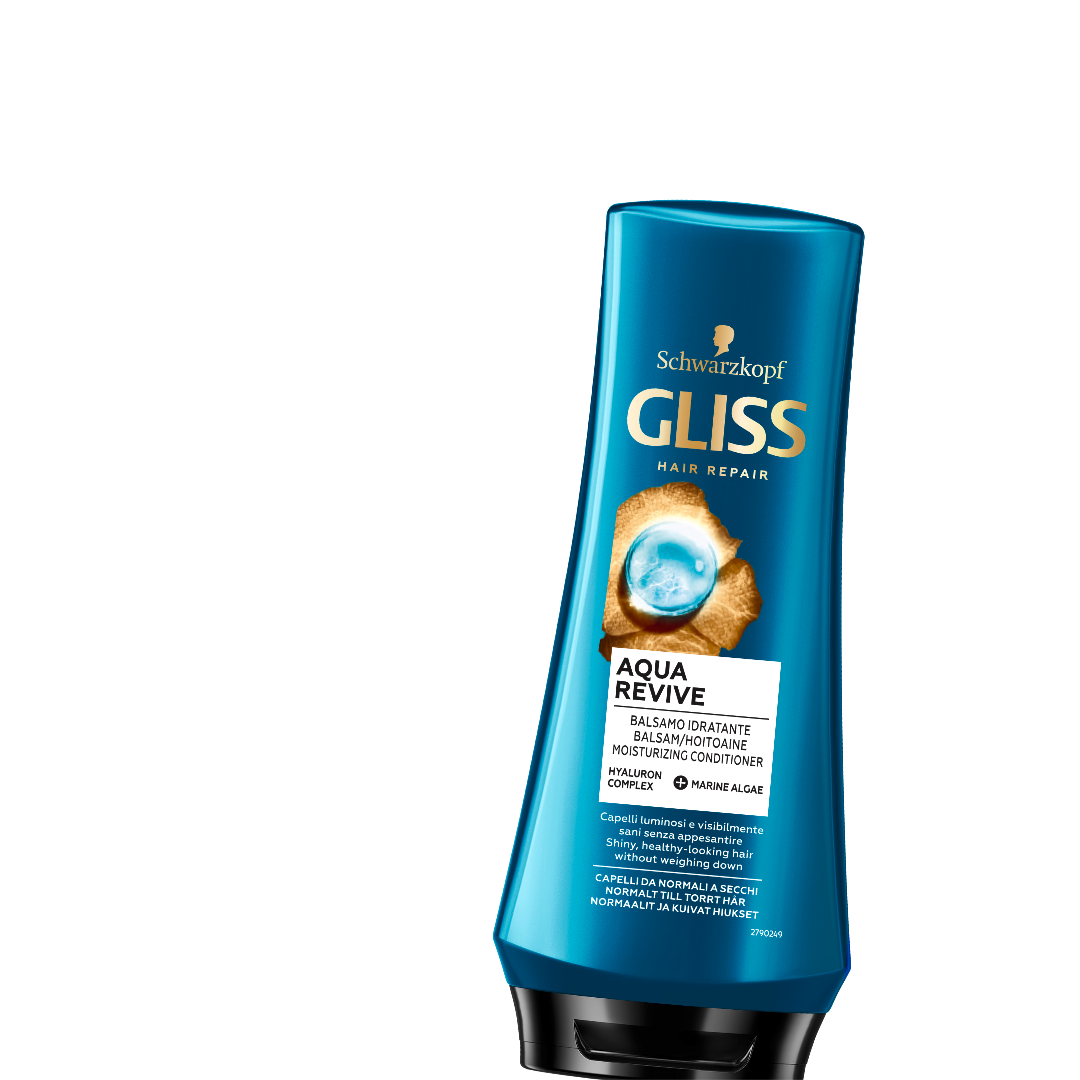 Schwarzkopf
GLISS
HAIR REPAIR
AQUA
REVIVE
BALSAMO IDRATANTE
BALSAM/HOITOAINE
MOISTURIZING CONDITIONER
HYALURON
COMPLEX
+ MARINE ALGAE
Capelli luminosi e visibilmente
sani senza appesantire
Shiny, healthy-looking hair
without weighing down
CAPELLI DA NORMALI A SECCHI
NORMALT TILL TORRT HÅR
NORMAALIT JA KUIVAT HIUKSET
2790249